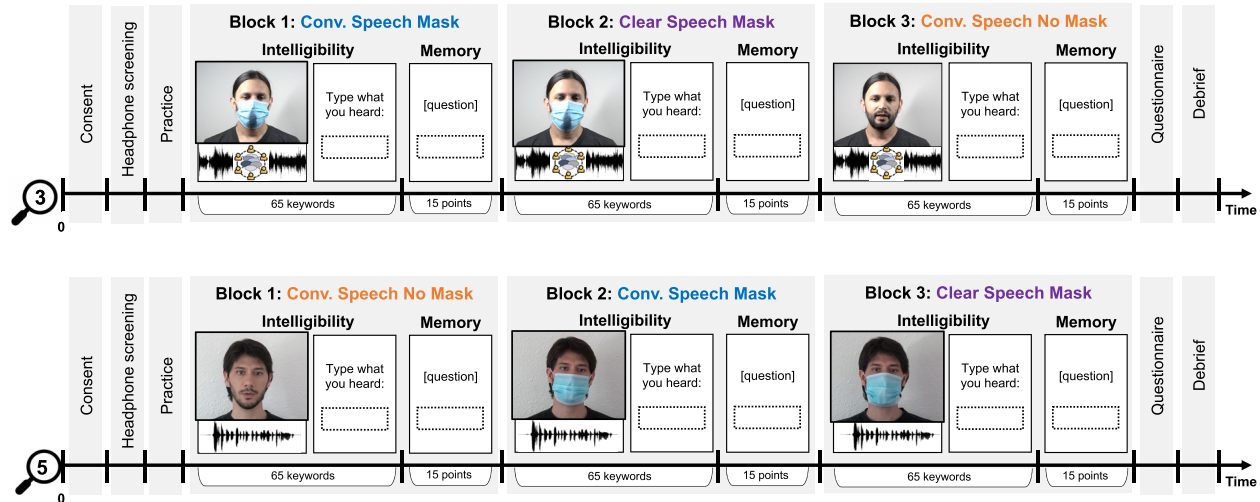 Block 1: Conv. Speech Mask
Block 2: Clear Speech Mask
Block 3: Conv. Speech No Mask
Consent
Headphone screening
Practice
Intelligibility
Memory
Type what
you heard:
[question]
Intelligibility
Memory
Type what
you heard:
[question]
Intelligibility
Memory
Type what
you heard:
[question]
Questionnaire
Debrief
3
0
65 keywords
15 points
65 keywords
15 points
65 keywords
15 points
Time
Block 1: Conv. Speech No Mask
Block 2: Conv. Speech Mask
Block 3: Clear Speech Mask
Consent
Headphone screening
Practice
Intelligibility
Memory
Type what
you heard:
[question]
Intelligibility
Memory
Type what
you heard:
[question]
Intelligibility
Memory
Type what
you heard:
[question]
Questionnaire
Debrief
5
0
65 keywords
15 points
65 keywords
15 points
65 keywords
15 points
Time